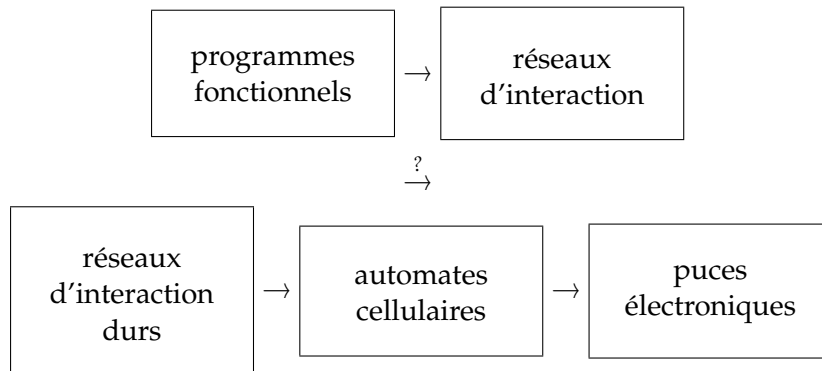 programmes
fonctionnels
→
réseaux
d'interaction
?
→
réseaux
d'interaction
durs
→
automates
cellulaires
→
puces
électroniques